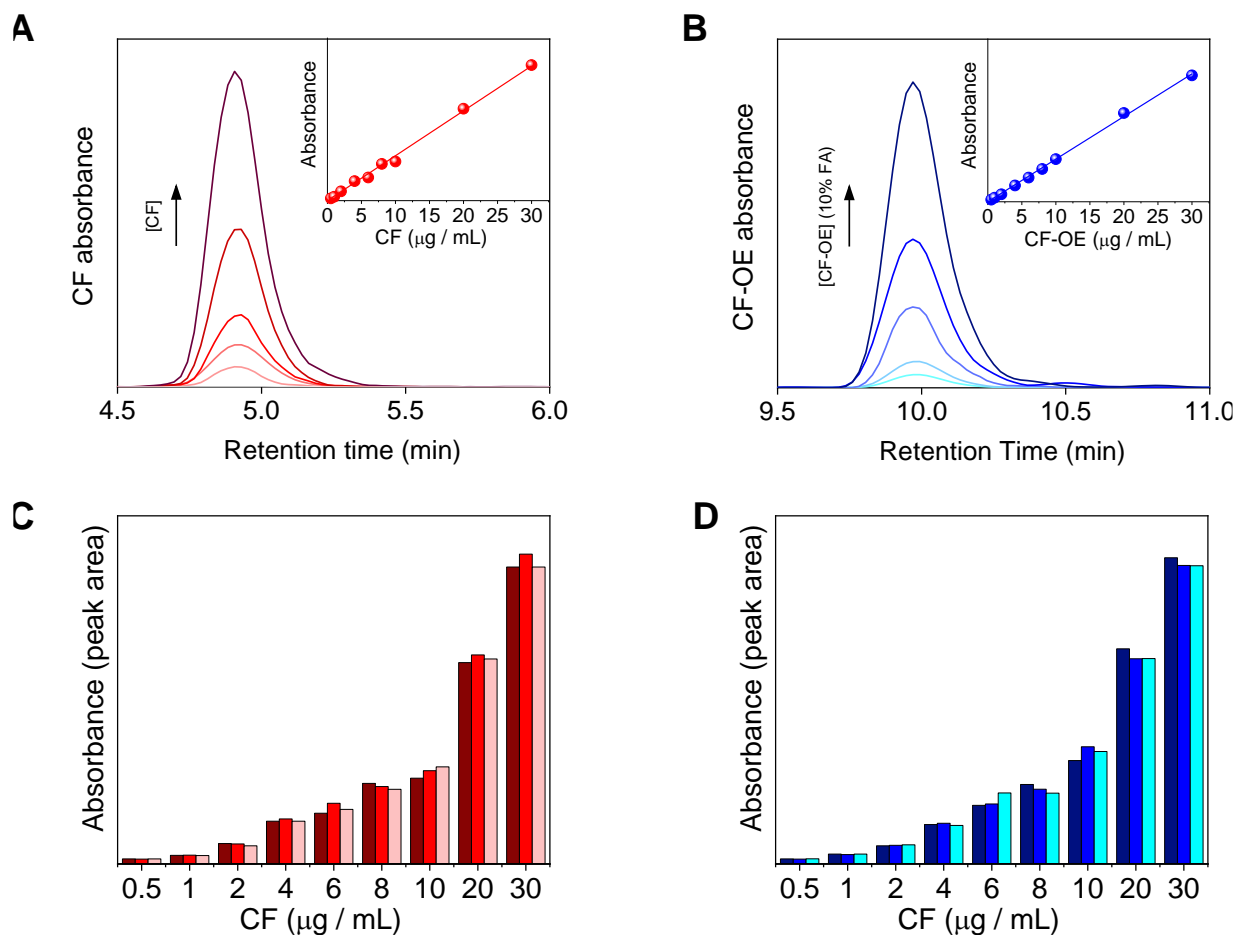 A
CF absorbance
[CF]
Absorbance
0 5 10 15 20 25 30
CF (μg / mL)
4.5 5.0 5.5 6.0
Retention time (min)
B
CF-OE absorbance
[CF-OE] (10% FA)
Absorbance
0 5 10 15 20 25 30
CF-OE (μg / mL)
9.5 10.0 10.5 11.0
Retention Time (min)
C
Absorbance (peak area)
0.5 1 2 4 6 8 10 20 30
CF (μg / mL)
D
Absorbance (peak area)
0.5 1 2 4 6 8 10 20 30
CF (μg / mL)